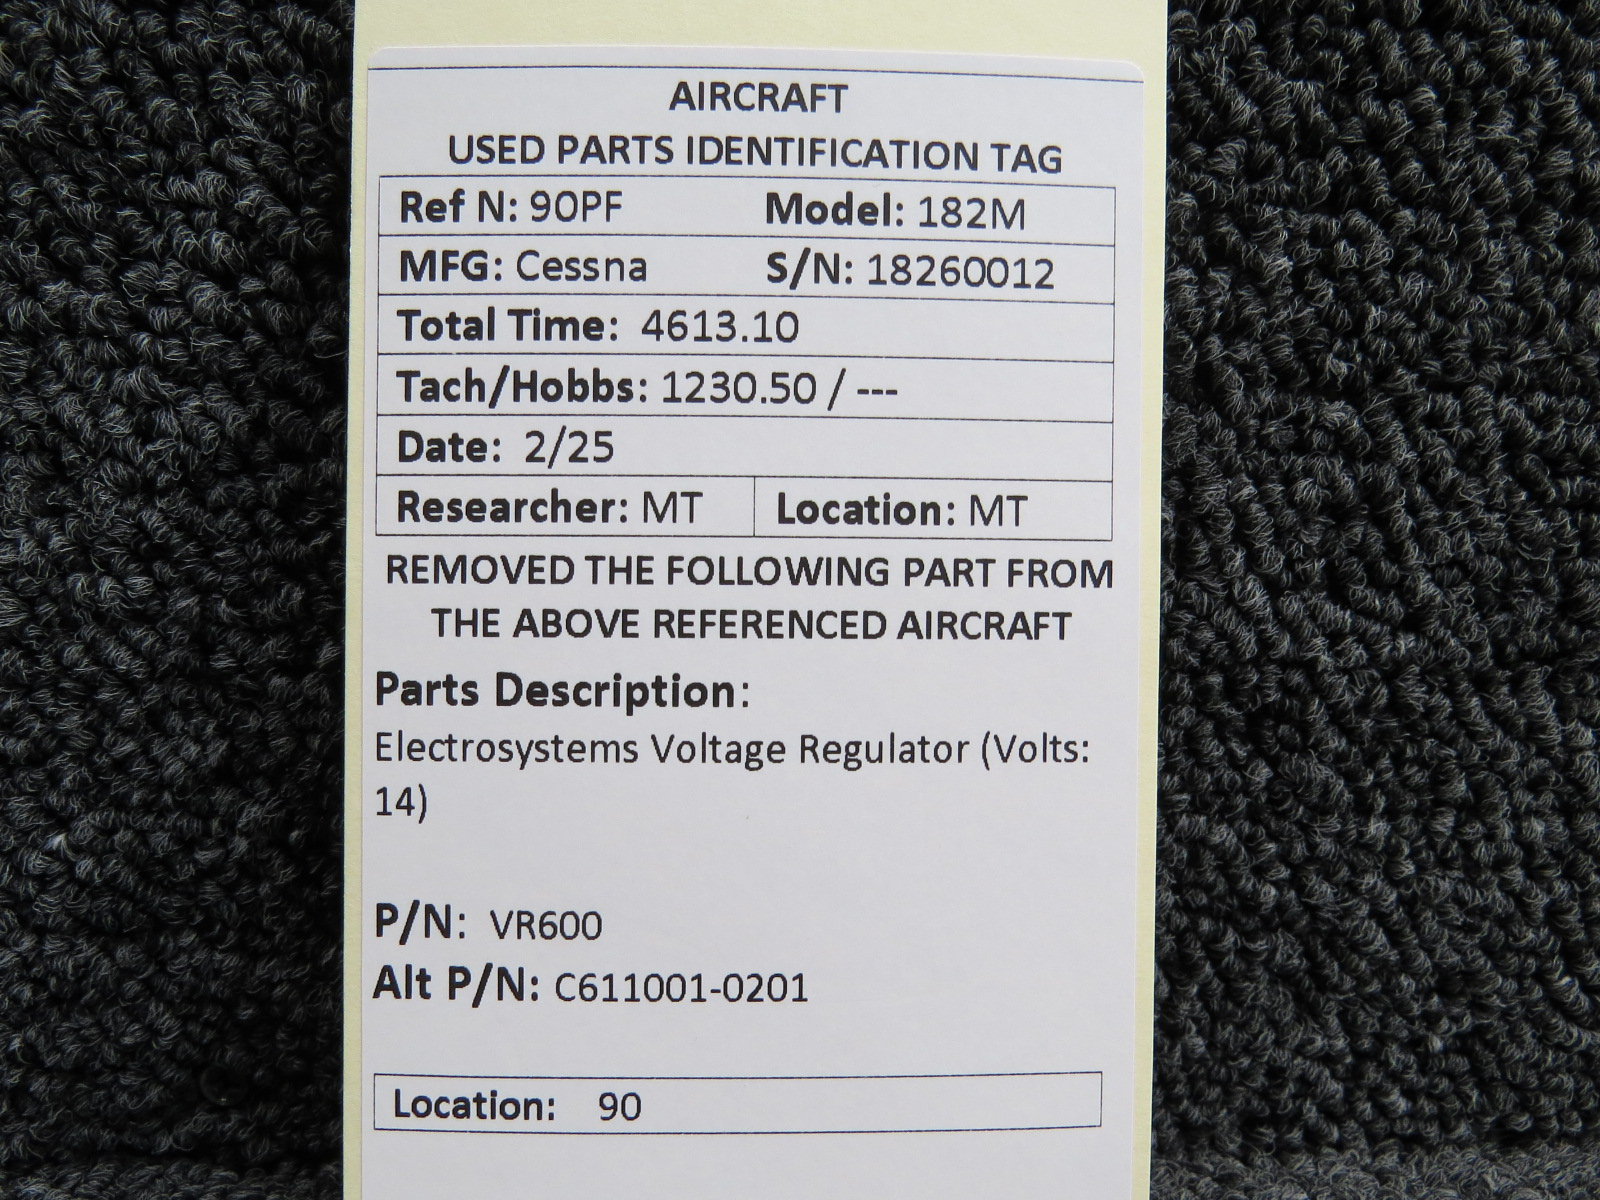 AIRCRAFT
USED PARTS IDENTIFICATION TAG
Ref N: 90PF Model: 182M
MFG: Cessna S/N: 18260012
Total Time: 4613.10
Tach/Hobbs: 1230.50 / ---
Date: 2/25
Researcher: MT Location: MT
REMOVED THE FOLLOWING PART FROM
THE ABOVE REFERENCED AIRCRAFT
Parts Description:
Electrosystems Voltage Regulator (Volts:
14)
P/N: VR600
Alt P/N: C611001-0201
Location: 90